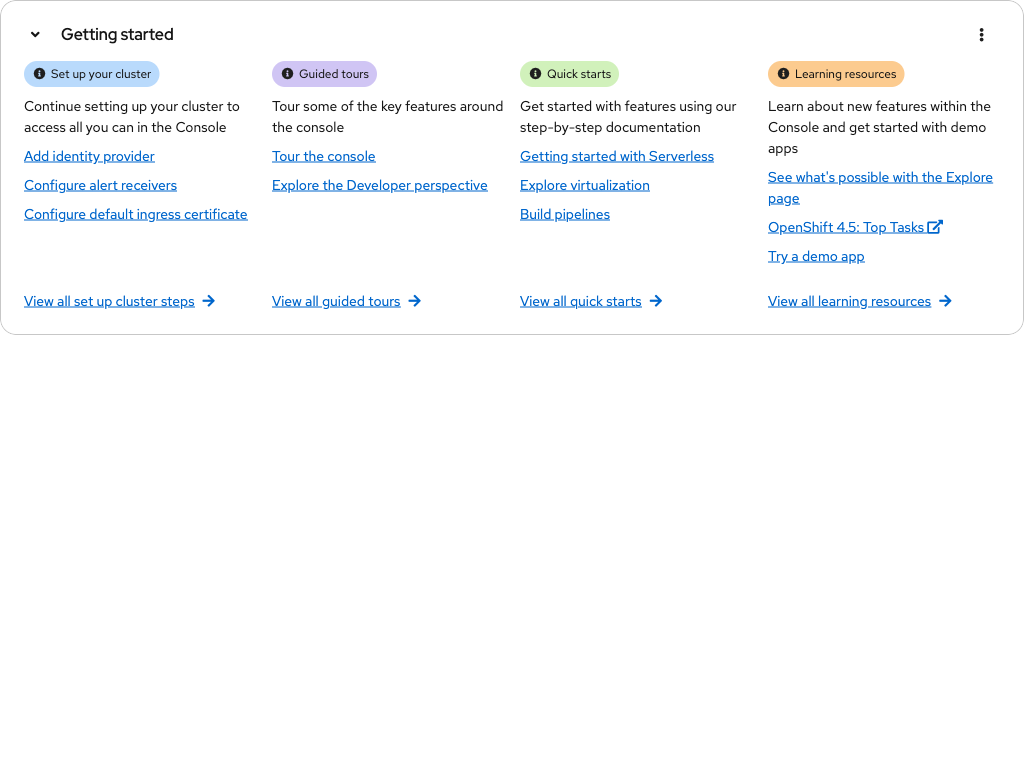 Getting started
Set up your cluster
Continue setting up your cluster to
access all you can in the Console
Add identity provider
Configure alert receivers
Configure default ingress certificate
View all set up cluster steps
Guided tours
Tour some of the key features around
the console
Tour the console
Explore the Developer perspective
View all guided tours
Quick starts
Get started with features using our
step-by-step documentation
Getting started with Serverless
Explore virtualization
Build pipelines
View all quick starts
Learning resources
Learn about new features within the
Console and get started with demo
apps
See what's possible with the Explore
page
OpenShift 4.5: Top Tasks
Try a demo app
View all learning resources